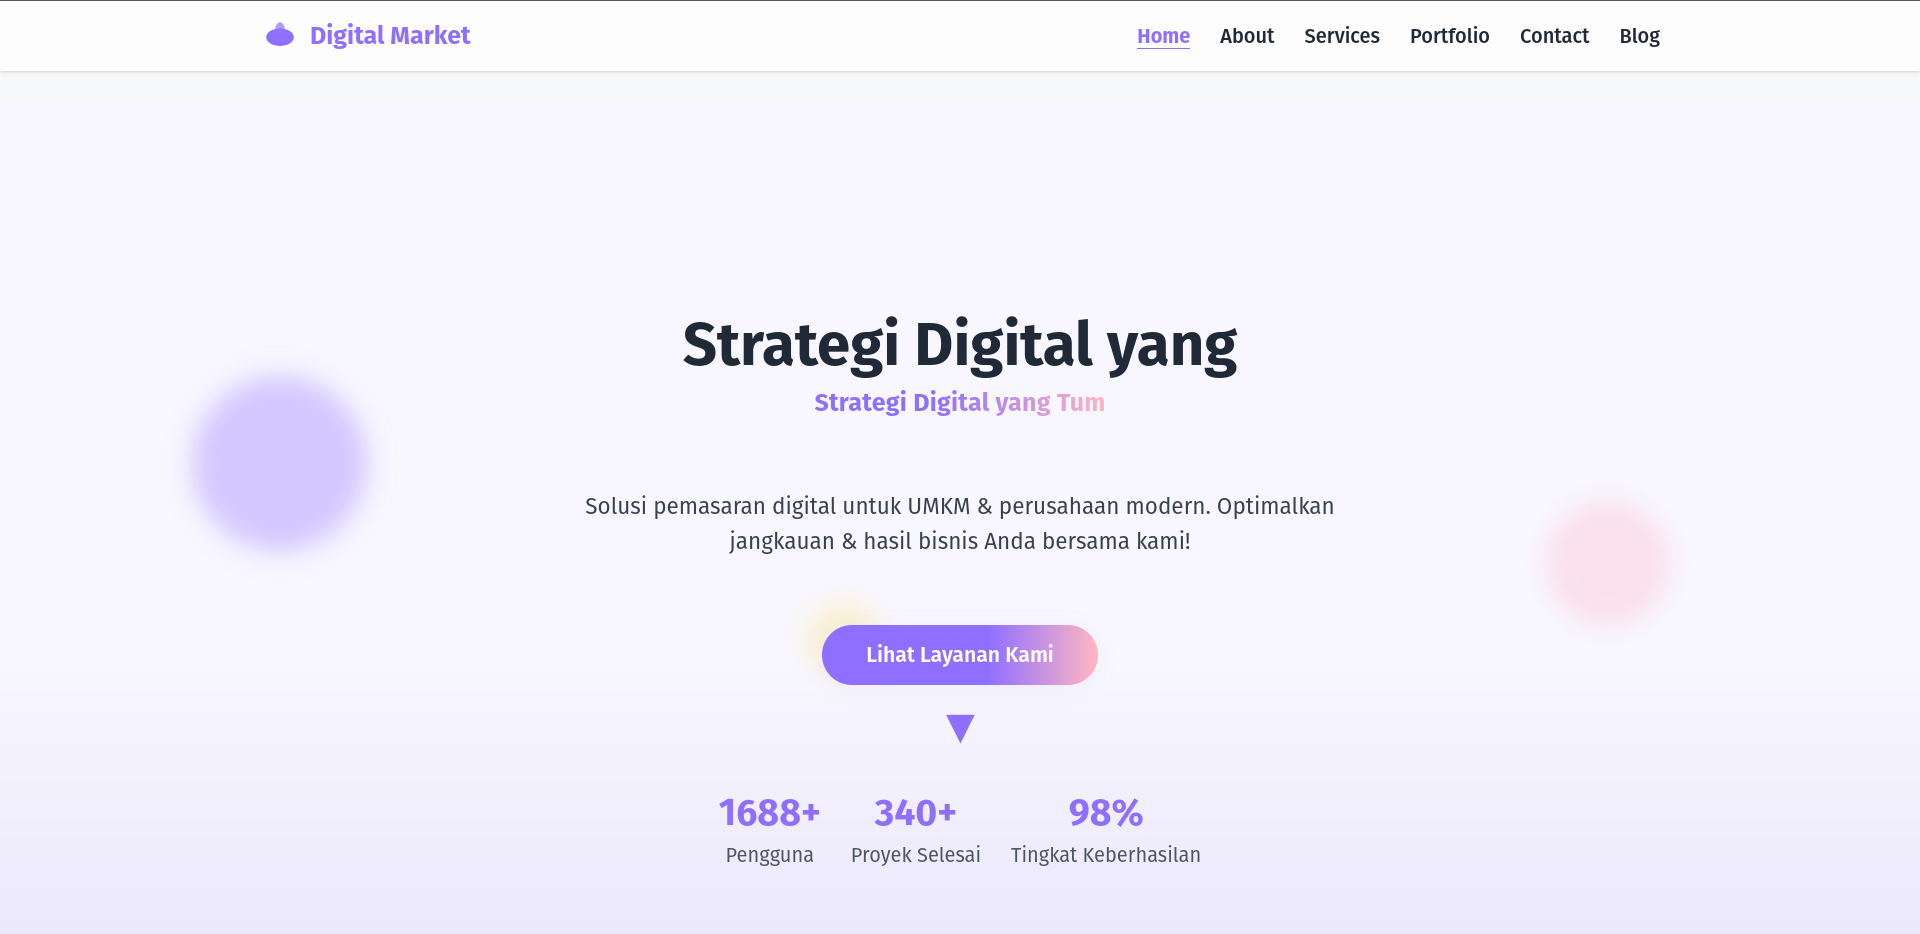 Digital Market
Home About Services Portfolio Contact Blog
Strategi Digital yang
Strategi Digital yang Tum
Solusi pemasaran digital untuk UMKM & perusahaan modern. Optimalkan
jangkauan & hasil bisnis Anda bersama kami!
Lihat Layanan Kami
1688+ 340+ 98%
Pengguna Proyek Selesai Tingkat Keberhasilan